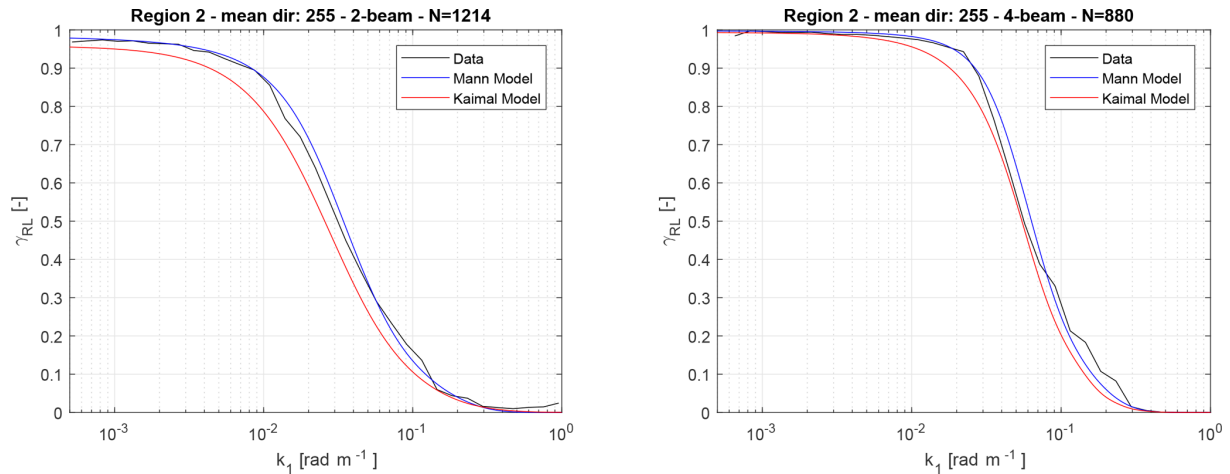 Region 2 - mean dir: 255 - 2-beam - N=1214
1
0.9
0.8
0.7
0.6
0.5
0.4
0.3
0.2
0.1
0
γRL [-]
Data
Mann Model
Kaimal Model
10-3
10-2
10-1
100
k1 [rad m-1 ]
Region 2 - mean dir: 255 - 4-beam - N=880
1
0.9
0.8
0.7
0.6
0.5
0.4
0.3
0.2
0.1
0
γRL [-]
Data
Mann Model
Kaimal Model
10-3
10-2
10-1
100
k1 [rad m-1 ]